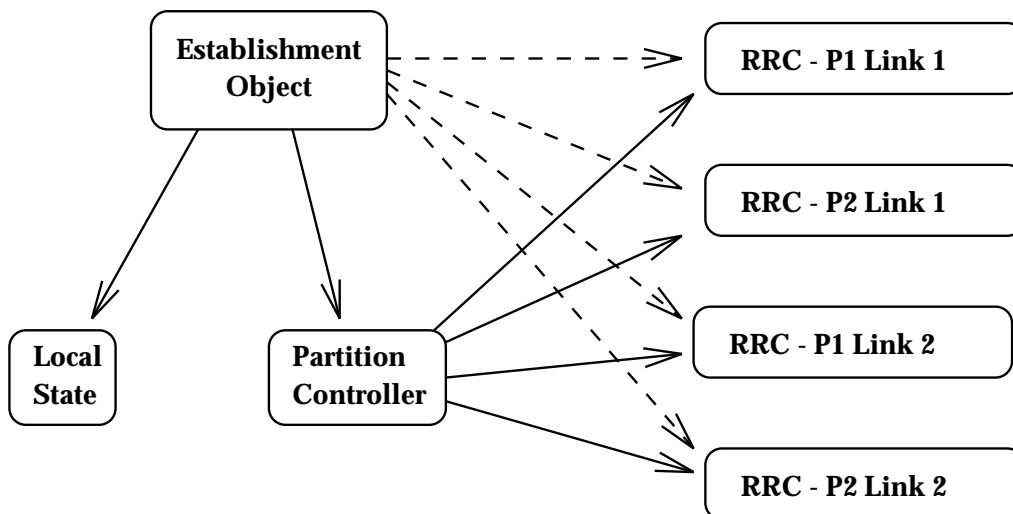 Establishment
Object
RRC - P1 Link 1
RRC - P2 Link 1
Local
State
Partition
Controller
RRC - P1 Link 2
RRC - P2 Link 2